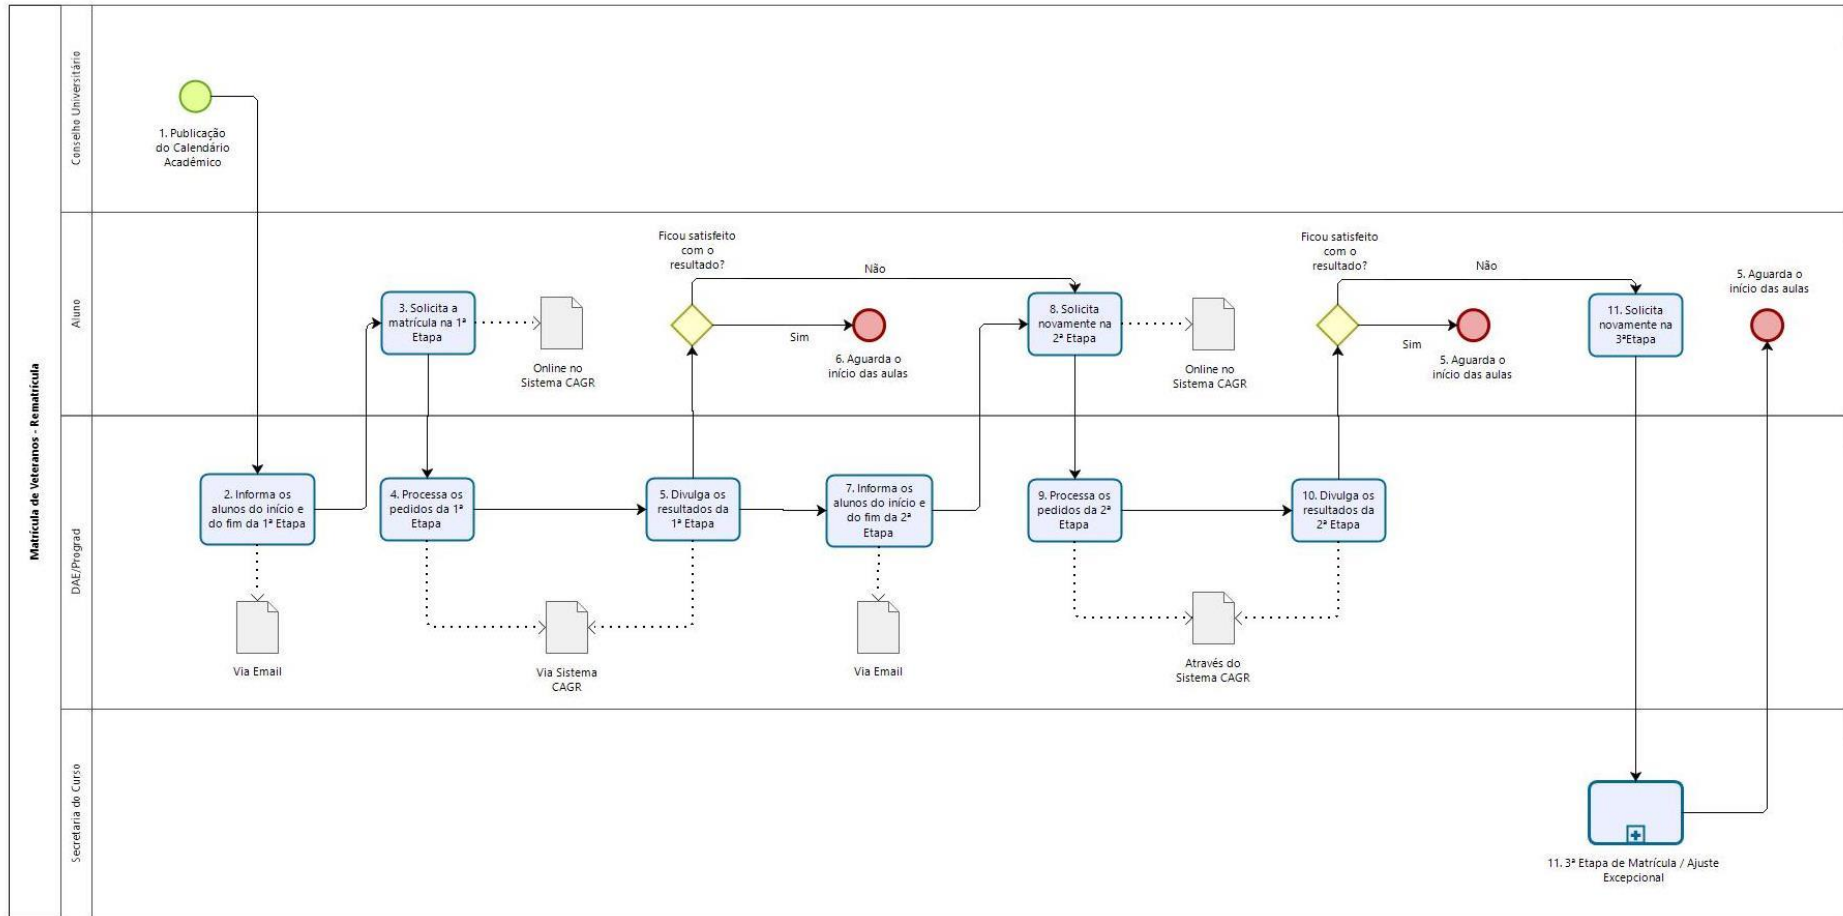 Matrícula de Veteranos - Rematrícula
Conselho Universitário
1. Publicação
do Calendário
Acadêmico
Aluno
3. Solicita a
matrícula na 1ª
Etapa
Online no
Sistema CAGR
Ficou satisfeito
com o
resultado?
Não
Sim
6. Aguarda o
início das aulas
8. Solicita
novamente na
2ª Etapa
Online no
Sistema CAGR
Ficou satisfeito
com o
resultado?
Não
Sim
5. Aguarda o
início das aulas
11. Solicita
novamente na
3ªEtapa
5. Aguarda o
início das aulas
DAE/Prograd
2. Informa os
alunos do início e
do fim da 1ª Etapa
Via Email
4. Processa os
pedidos da 1ª
Etapa
Via Sistema
CAGR
5. Divulga os
resultados da
1ª Etapa
7. Informa os
alunos do início e
do fim da 2ª
Etapa
Via Email
9. Processa os
pedidos da 2ª
Etapa
Através do
Sistema CAGR
10. Divulga os
resultados da
2ª Etapa
Secretaria do Curso
11. 3ª Etapa de Matrícula / Ajuste
Excepcional